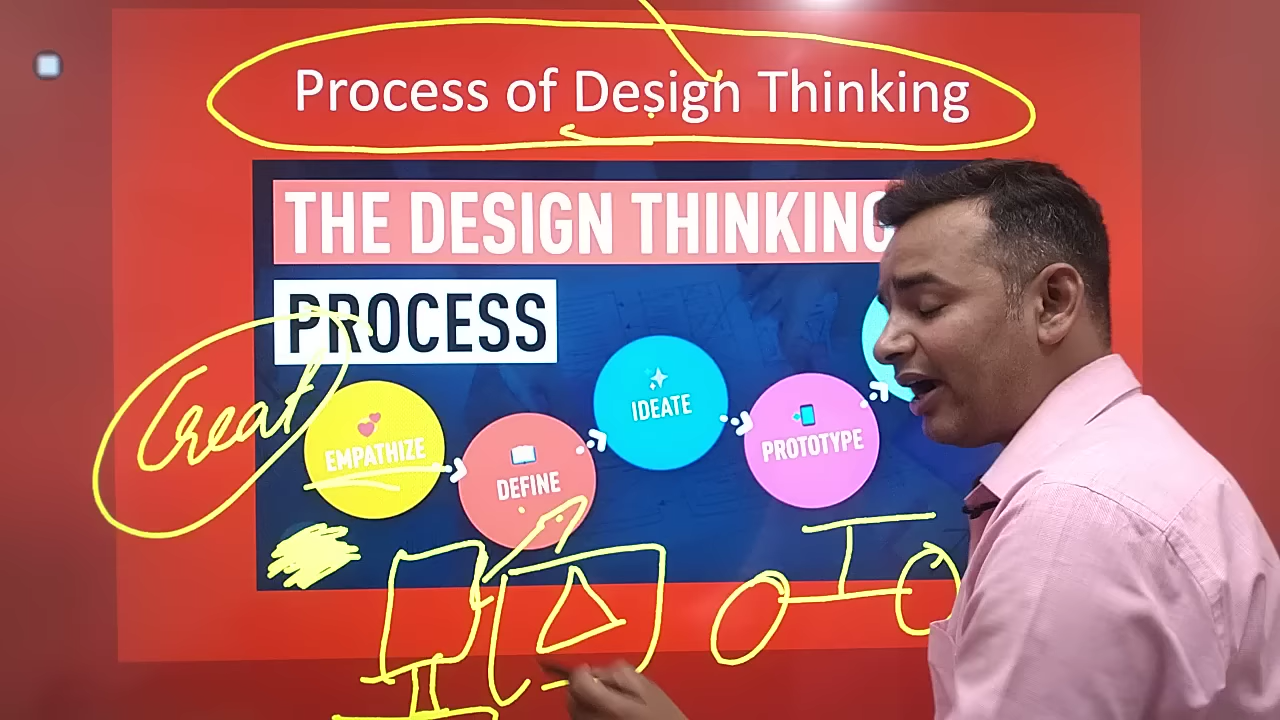 Process of Design Thinking
THE DESIGN THINKING
PROCESS
Creat
EMPATHIZE
DEFINE
IDEATE
PROTOTYPE